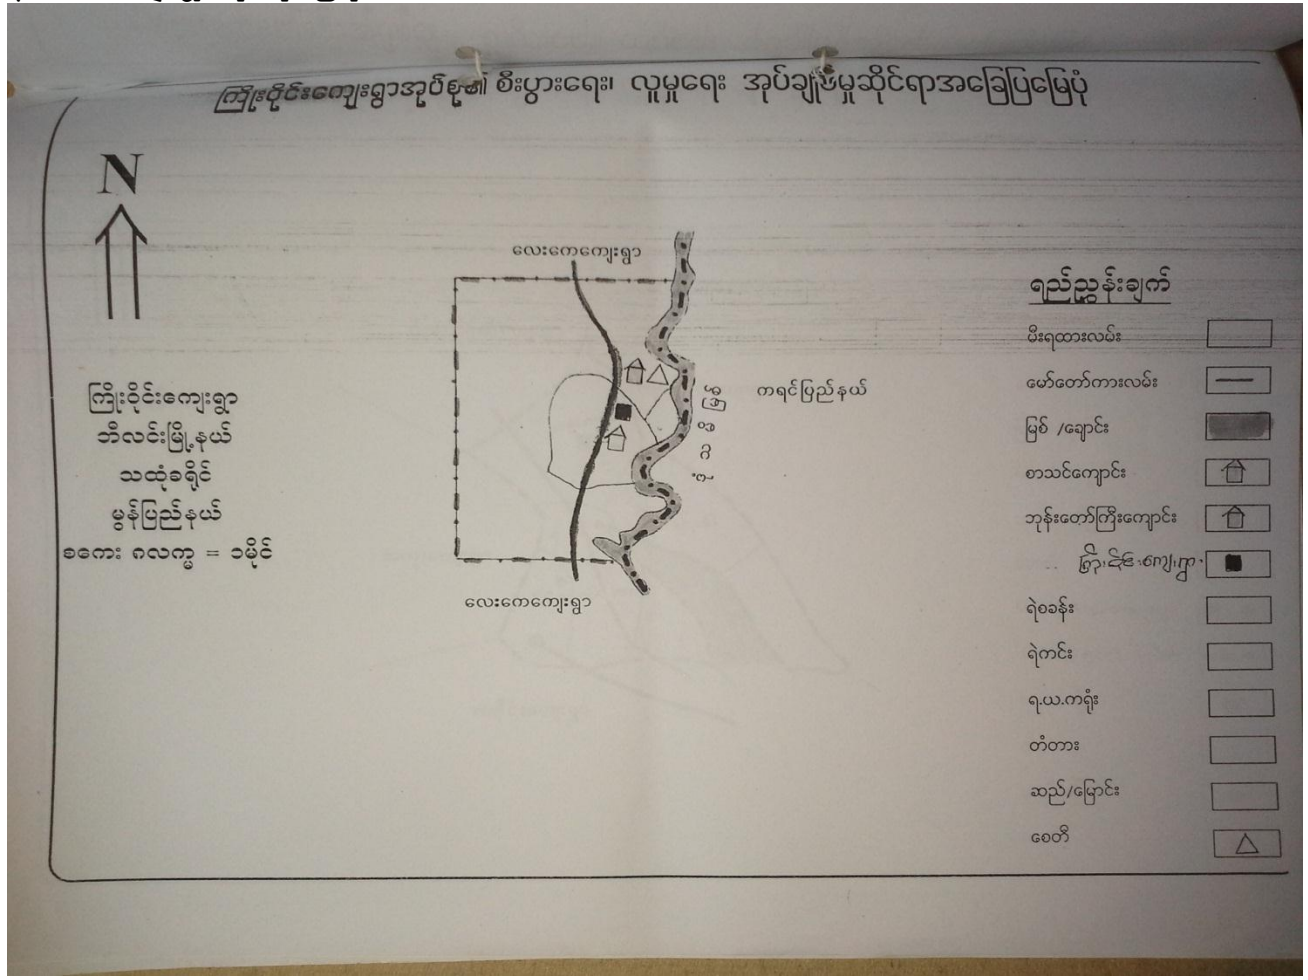 ကြိုးဝိုင်းကျေးရွာအုပ်စု၏ စီးပွားရေး၊ လူမှုရေး အုပ်ချုပ်မှုဆိုင်ရာအခြေပြမြေပုံ
N
လေးကေကျေးရွာ
ကရင်ပြည်နယ်
လေးကေကျေးရွာ
ကြိုးဝိုင်းကျေးရွာ
ဘီလင်းမြို့နယ်
သထုံခရိုင်
မွန်ပြည်နယ်
စကေး ၈လက္မ = ၁မိုင်
ရည်ညွှန်းချက်
မီးရထားလမ်း
မော်တော်ကားလမ်း
မြစ် /ချောင်း
စာသင်ကျောင်း
ဘုန်းတော်ကြီးကျောင်း
ကြိုးဝိုင်းကျေးရွာ
ရဲစခန်း
ရဲကင်း
ရ.ယ.ကရုံး
တံတား
ဆည်/မြောင်း
စေတီ